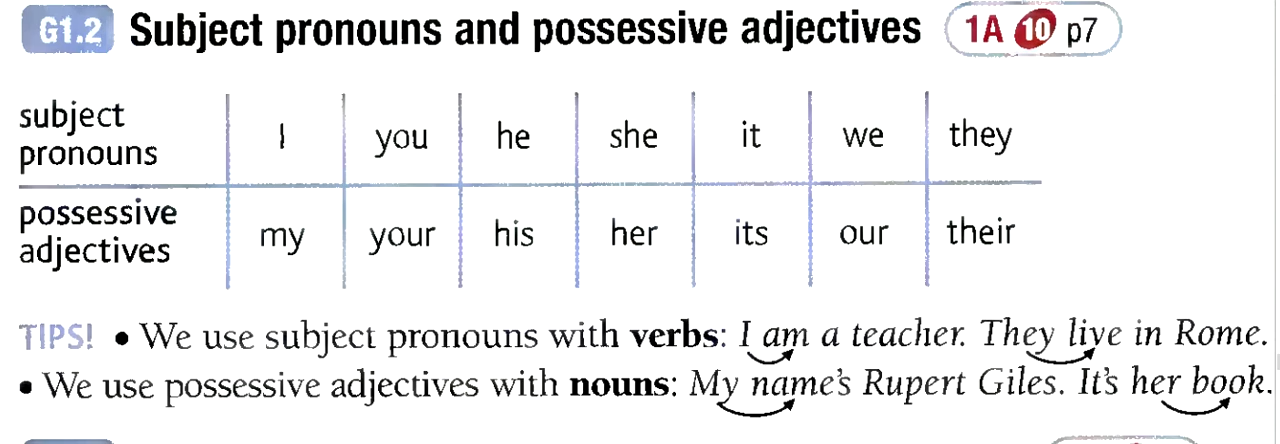 G1.2 Subject pronouns and possessive adjectives 1A 10 p7
subject pronouns I you he she it we they
possessive adjectives my your his her its our their
TIPS! • We use subject pronouns with verbs: I am a teacher. They live in Rome.
• We use possessive adjectives with nouns: My name's Rupert Giles. It's her book.